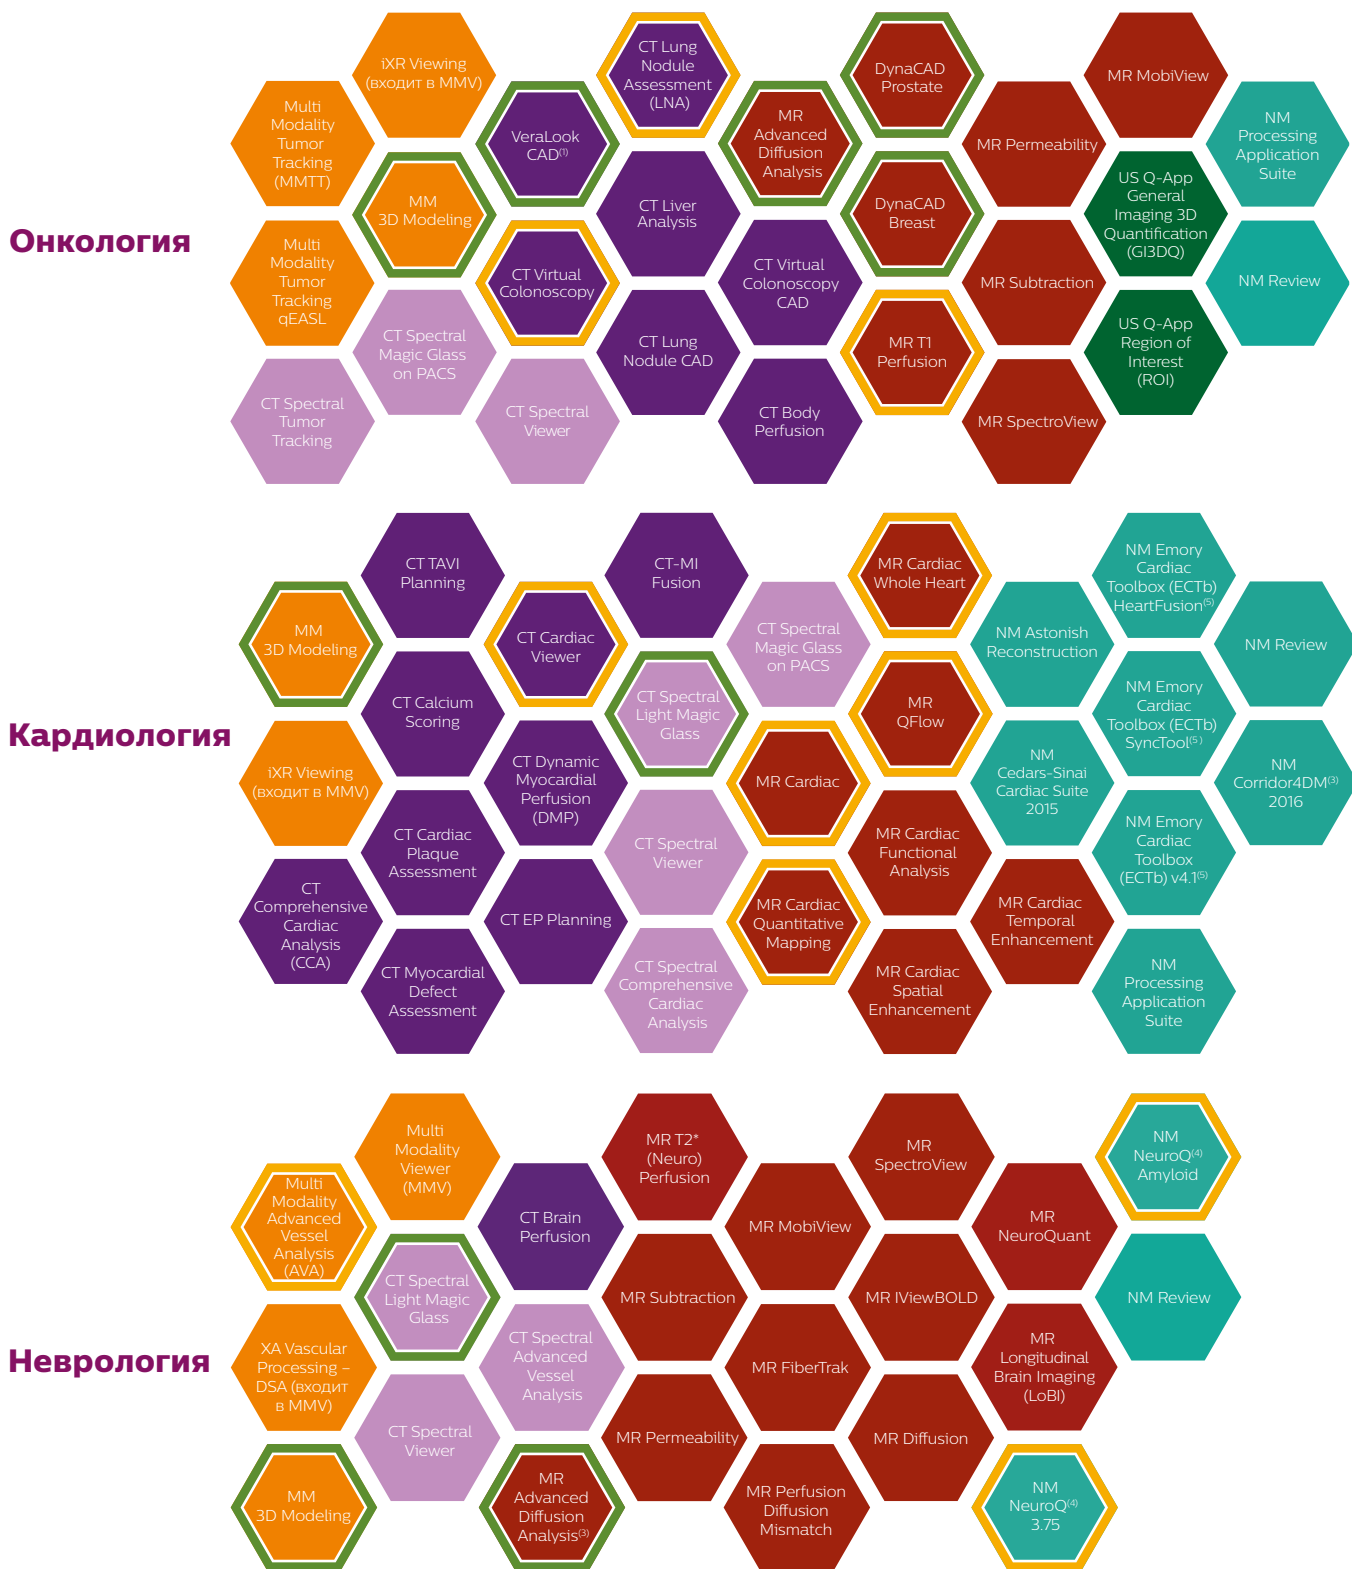 Онкология
iXR Viewing
(входит в MMV)
Multi
Modality
Tumor
Tracking
(MMTT)
MM
3D Modeling
Multi
Modality
Tumor
Tracking
qEASL
CT Spectral
Magic Glass
on PACS
CT Spectral
Tumor
Tracking
VeraLook
CAD(1)
CT Virtual
Colonoscopy
CT Spectral
Viewer
CT Lung
Nodule
Assessment
(LNA)
CT Liver
Analysis
CT Lung
Nodule CAD
MR
Advanced
Diffusion
Analysis
CT Virtual
Colonoscopy
CAD
CT Body
Perfusion
DynaCAD
Prostate
DynaCAD
Breast
MR T1
Perfusion
MR Permeability
MR Subtraction
MR SpectroView
MR MobiView
US Q-App
General
Imaging 3D
Quantification
(GI3DQ)
US Q-App
Region of
Interest
(ROI)
NM
Processing
Application
Suite
NM Review
Кардиология
MM
3D Modeling
iXR Viewing
(входит в MMV)
CT
Comprehensive
Cardiac
Analysis
(CCA)
CT TAVI
Planning
CT Calcium
Scoring
CT Cardiac
Plaque
Assessment
CT Myocardial
Defect
Assessment
CT Cardiac
Viewer
CT Dynamic
Myocardial
Perfusion
(DMP)
CT EP Planning
CT-MI
Fusion
CT Spectral
Light Magic
Glass
CT Spectral
Viewer
CT Spectral
Comprehensive
Cardiac
Analysis
CT Spectral
Magic Glass
on PACS
MR Cardiac
MR Cardiac
Quantitative
Mapping
MR Cardiac
Whole Heart
MR
QFlow
MR Cardiac
Functional
Analysis
MR Cardiac
Spatial
Enhancement
NM Astonish
Reconstruction
NM
Cedars-Sinai
Cardiac Suite
2015
MR Cardiac
Temporal
Enhancement
NM Emory
Cardiac
Toolbox (ECTb)
HeartFusion(5)
NM Emory
Cardiac
Toolbox (ECTb)
SyncTool(5)
NM Emory
Cardiac
Toolbox
(ECTb) v4.1(5)
NM
Processing
Application
Suite
NM Review
NM
Corridor4DM(3)
2016
Неврология
Multi
Modality
Advanced
Vessel
Analysis
(AVA)
XA Vascular
Processing –
DSA (входит
в MMV)
MM
3D Modeling
Multi
Modality
Viewer
(MMV)
CT Spectral
Light Magic
Glass
CT Spectral
Viewer
CT Brain
Perfusion
CT Spectral
Advanced
Vessel
Analysis
MR
Advanced
Diffusion
Analysis(3)
MR T2*
(Neuro)
Perfusion
MR Subtraction
MR Permeability
MR MobiView
MR FiberTrak
MR Perfusion
Diffusion
Mismatch
MR
SpectroView
MR IViewBOLD
MR Diffusion
MR
NeuroQuant
MR
Longitudinal
Brain Imaging
(LoBI)
NM
NeuroQ(4)
3.75
NM
NeuroQ(4)
Amyloid
NM Review